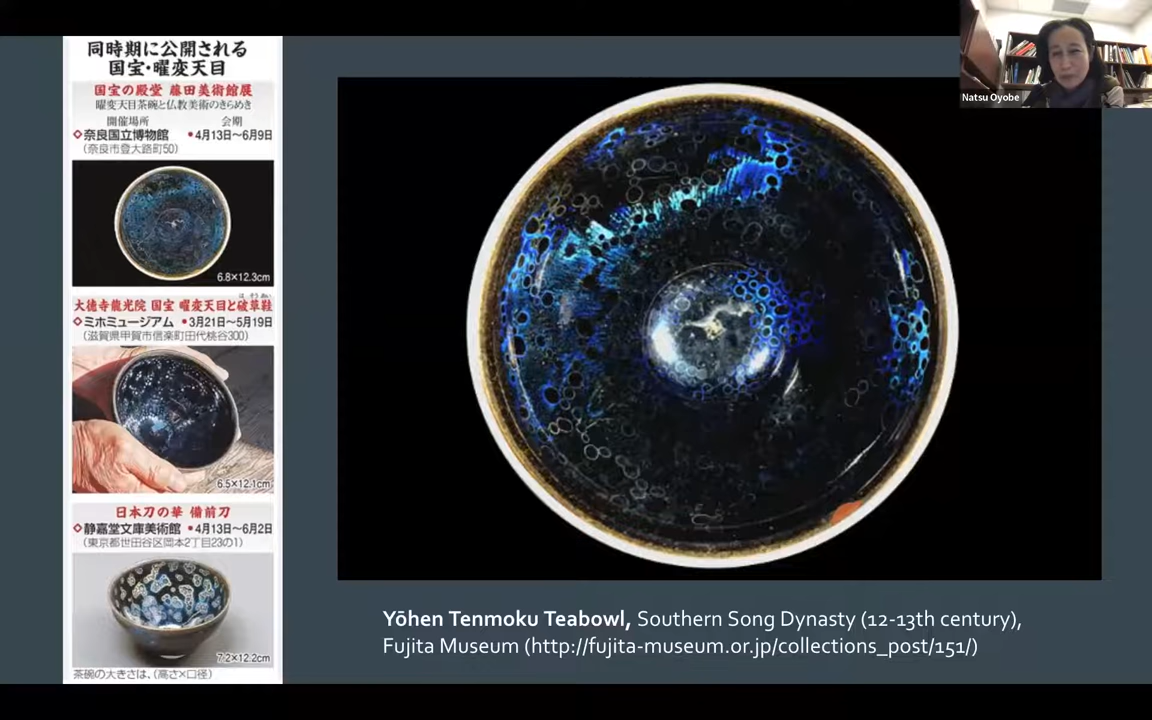 同時期に公開される
国宝・曜変天目
国宝の殿堂 藤田美術館展
曜変天目茶碗と仏教美術のきらめき
開催場所 会期
◇奈良国立博物館 •4月13日〜6月9日
(奈良市登大路町50)
6.8×12.3cm
大徳寺龍光院 国宝 曜変天目と破草鞋
◇ミホミュージアム •3月21日〜5月19日
(滋賀県甲賀市信楽町田代桃谷300)
6.5×12.1cm
日本刀の華 備前刀
◇静嘉堂文庫美術館 •4月13日〜6月2日
(東京都世田谷区岡本2丁目23の1)
7.2×12.2cm
茶碗の大きさは、(高さ×口径)
Yōhen Tenmoku Teabowl, Southern Song Dynasty (12-13th century),
Fujita Museum (http://fujita-museum.or.jp/collections_post/151/)
Natsu Oyobe